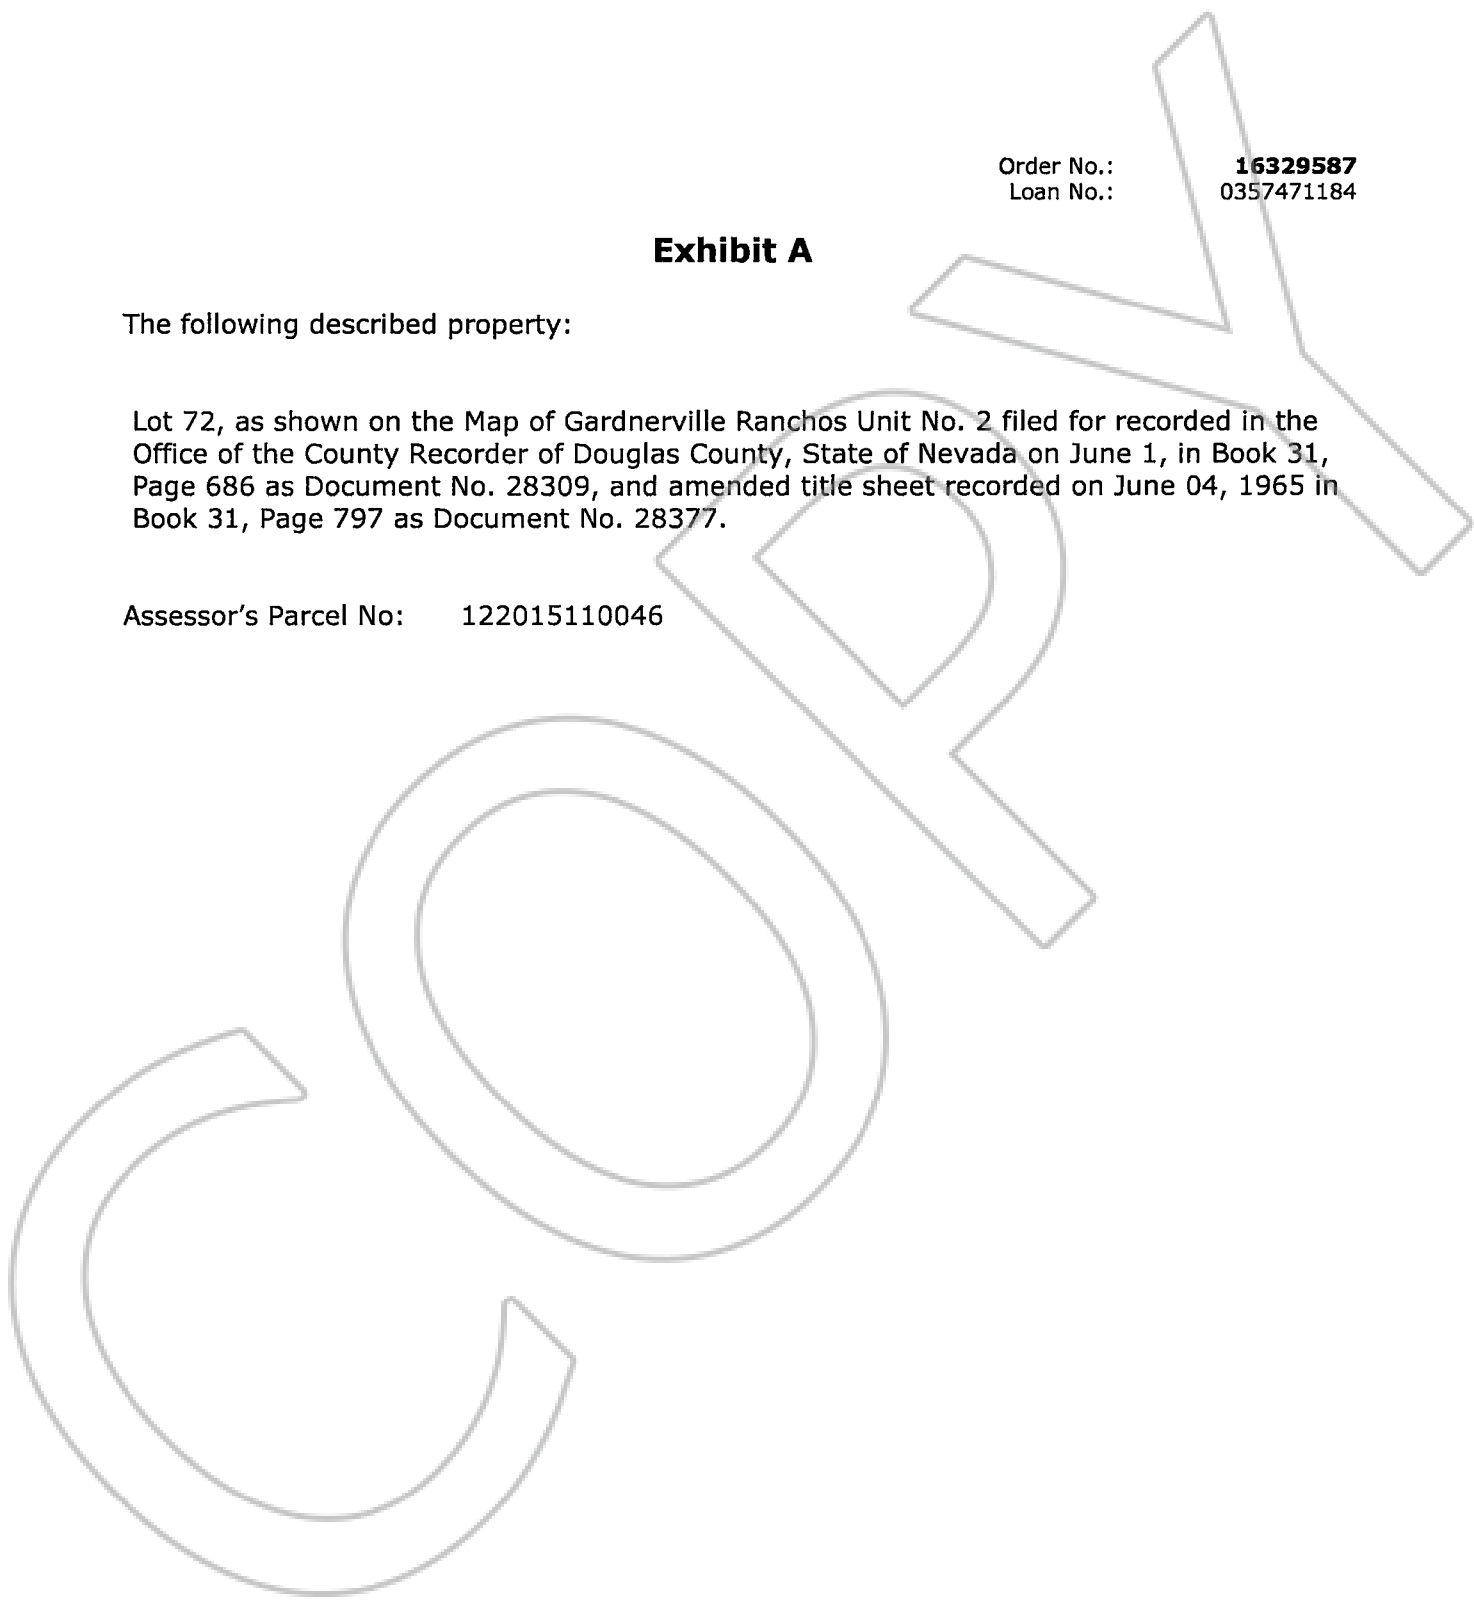 Order No.: 16329587
Loan No.: 0357471184
Exhibit A
The following described property:
Lot 72, as shown on the Map of Gardnerville Ranchos Unit No. 2 filed for recorded in the
Office of the County Recorder of Douglas County, State of Nevada on June 1, in Book 31,
Page 686 as Document No. 28309, and amended title sheet recorded on June 04, 1965 in
Book 31, Page 797 as Document No. 28377.
Assessor's Parcel No: 122015110046
COPY